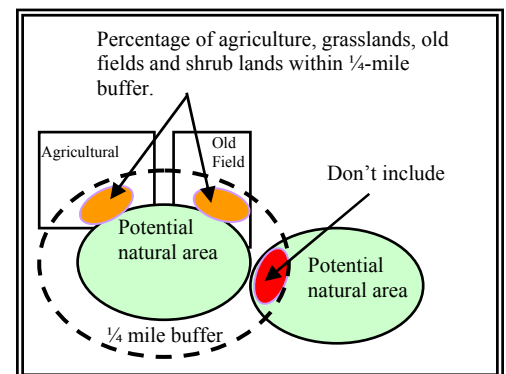 Percentage of agriculture, grasslands, old
fields and shrub lands within ¼-mile
buffer.
Agricultural
Old
Field
Don’t include
Potential
natural area
Potential
natural area
¼ mile buffer